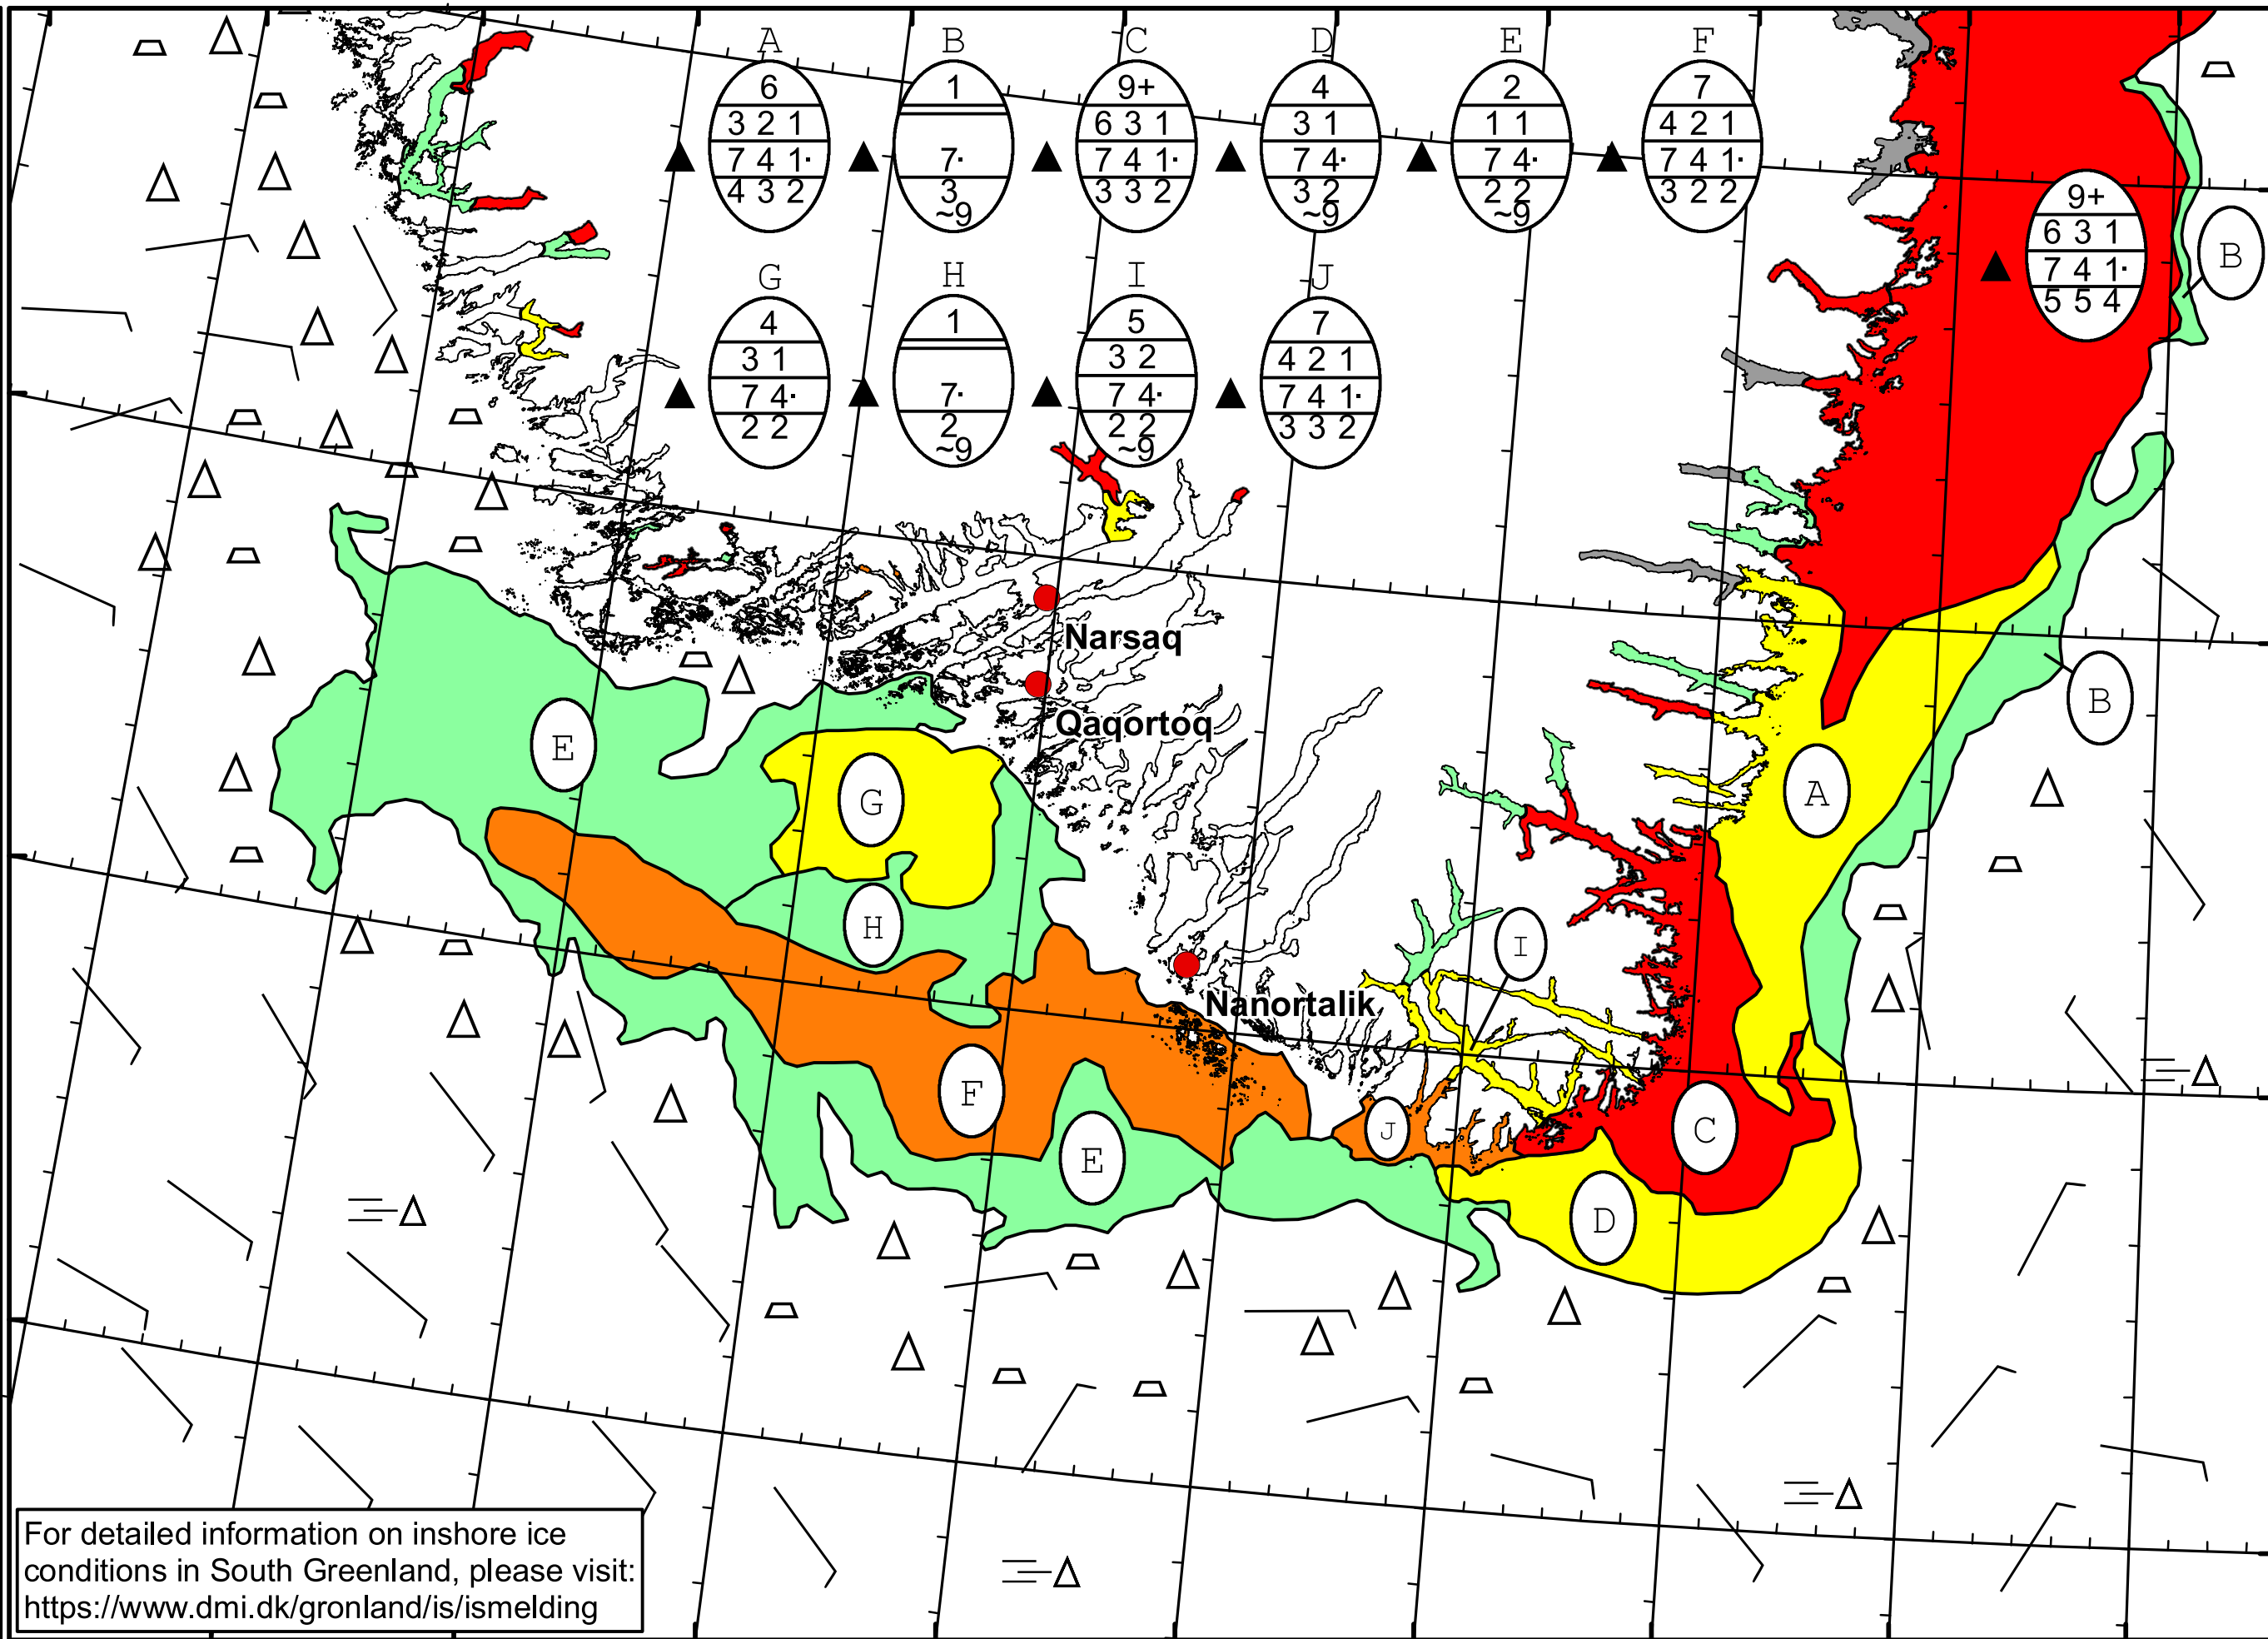 A B C D E F
6 1 9+ 4 2 7
3 2 1 6 3 1 3 1 1 1 4 2 1
7 4 1· 7· 7 4 1· 7 4· 7 4· 7 4 1·
4 3 2 3 3 3 2 3 2 2 2 3 2 2
~9 ~9 ~9
9+
6 3 1
7 4 1·
5 5 4
B
G H I J
4 1 5 7
3 1 3 2 4 2 1
7 4· 7· 7 4· 7 4 1·
2 2 2 2 2 3 3 2
~9 ~9
Narsaq
B
Qaqortoq
E
G
A
H
I
Nanortalik
F
J
C
E
D
For detailed information on inshore ice
conditions in South Greenland, please visit:
https://www.dmi.dk/gronland/is/ismelding